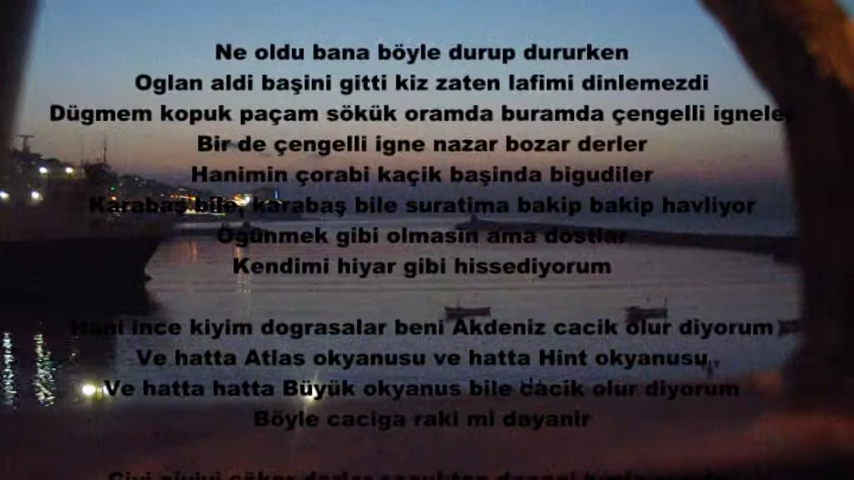 Ne oldu bana böyle durup dururken
Oglan aldi başini gitti kiz zaten lafimi dinlemezdi
Dügmem kopuk paçam sökük oramda buramda çengelli igneler
Bir de çengelli igne nazar bozar derler
Hanimin çorabi kaçik başinda bigudiler
Karabaş bile, karabaş bile suratima bakip bakip havliyor
Ögünmek gibi olmasin ama dostlar
Kendimi hiyar gibi hissediyorum
Hani ince kiyim dograsalar beni Akdeniz cacik olur diyorum
Ve hatta Atlas okyanusu ve hatta Hint okyanusu
Ve hatta hatta Büyük okyanus bile cacik olur diyorum
Böyle caciga raki mi dayanir